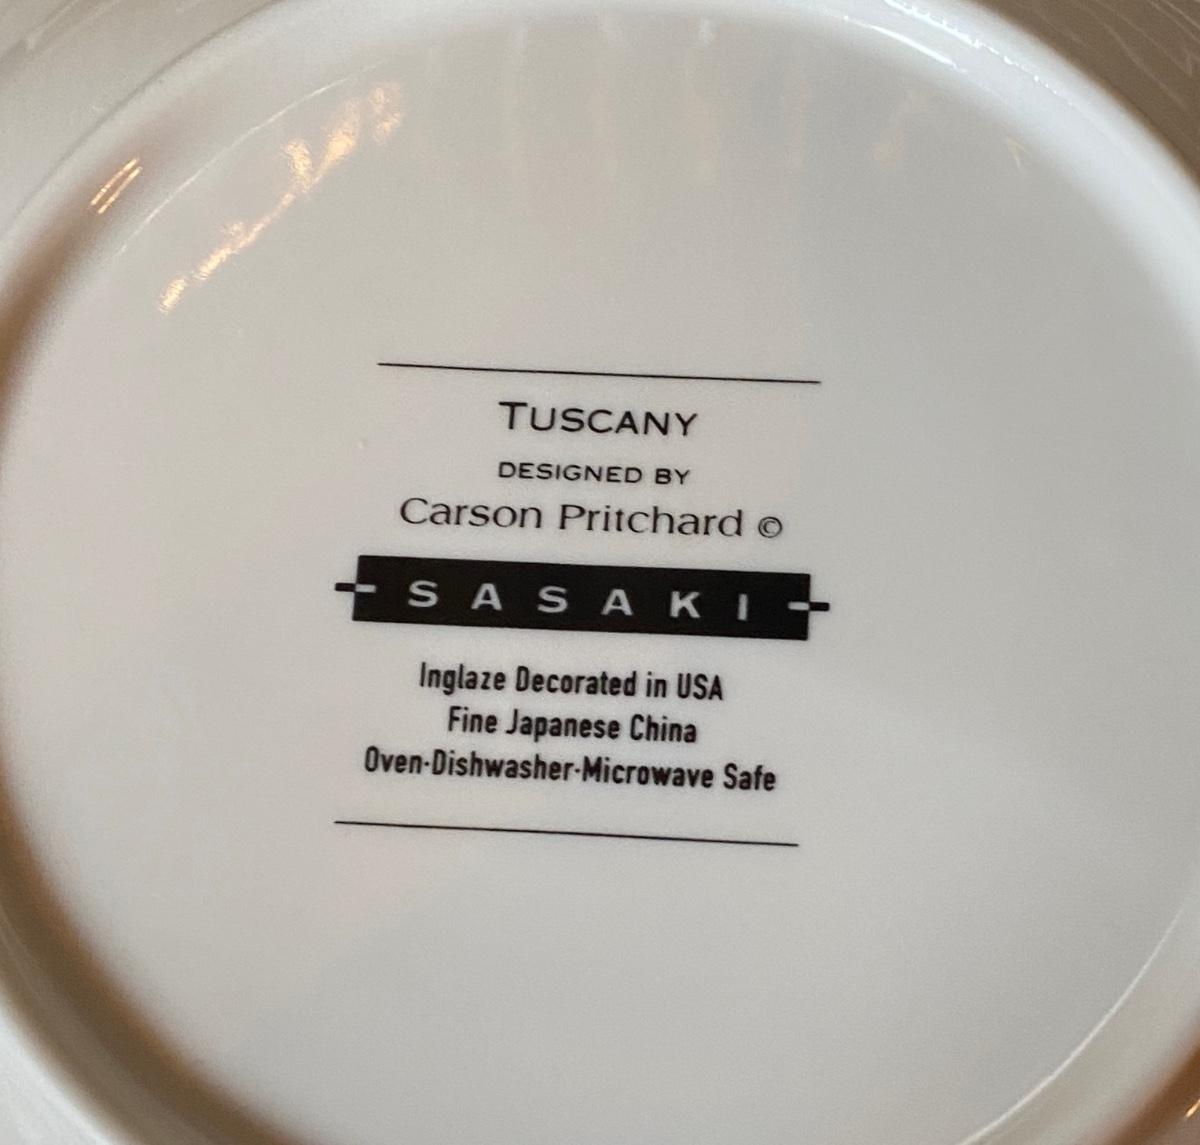 TUSCANY
DESIGNED BY
Carson Pritchard ©
SASAKI
Inglaze Decorated in USA
Fine Japanese China
Oven·Dishwasher·Microwave Safe